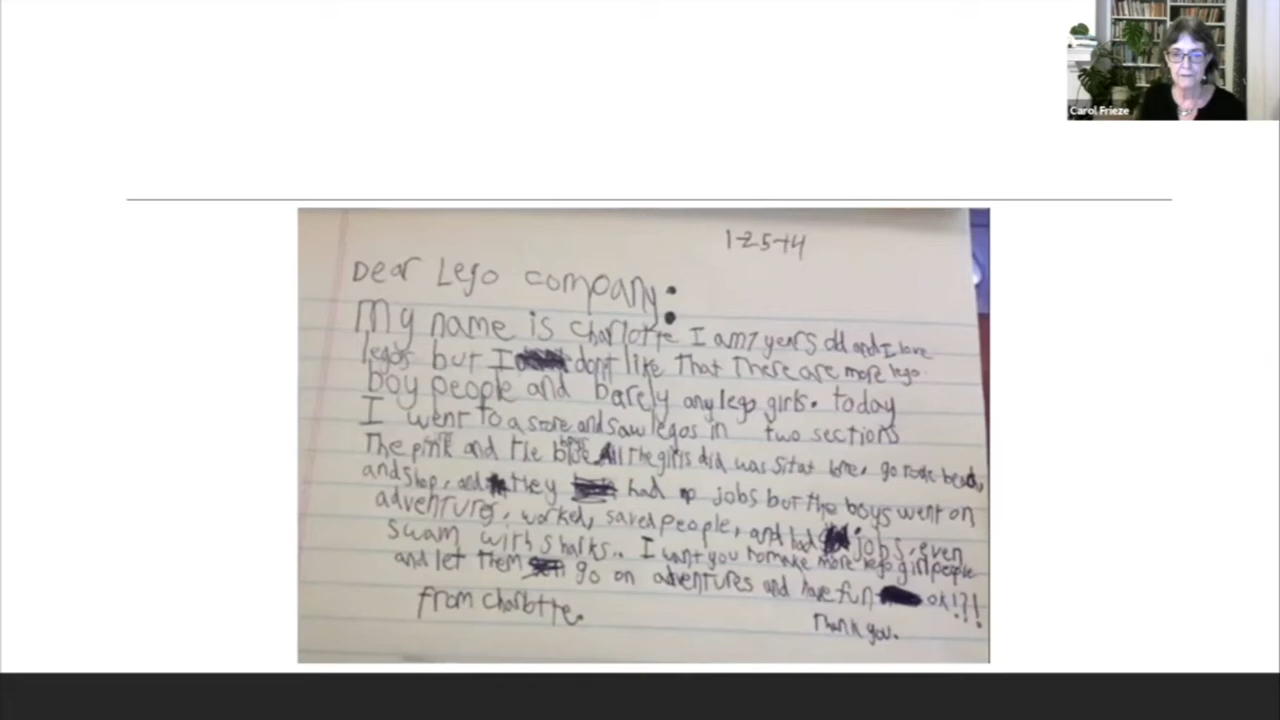 Carol Frieze
1-25-14
Dear Lego company:
My name is Charlotte I am 7 years old and I love
legos but I don't like That There are more lego
boy people and barely any lego girls. today
I went to a store and saw legos in two sections
The pink and the blue All the girls did was sit at home, go to the beach,
and shop, and they had no jobs but the boys went on
adventures, worked, saved people, and had jobs, even
swam with sharks.. I want you to make more lego girl people
and let them go on adventures and have fun ok!?!
from Charlotte.
Thank you.